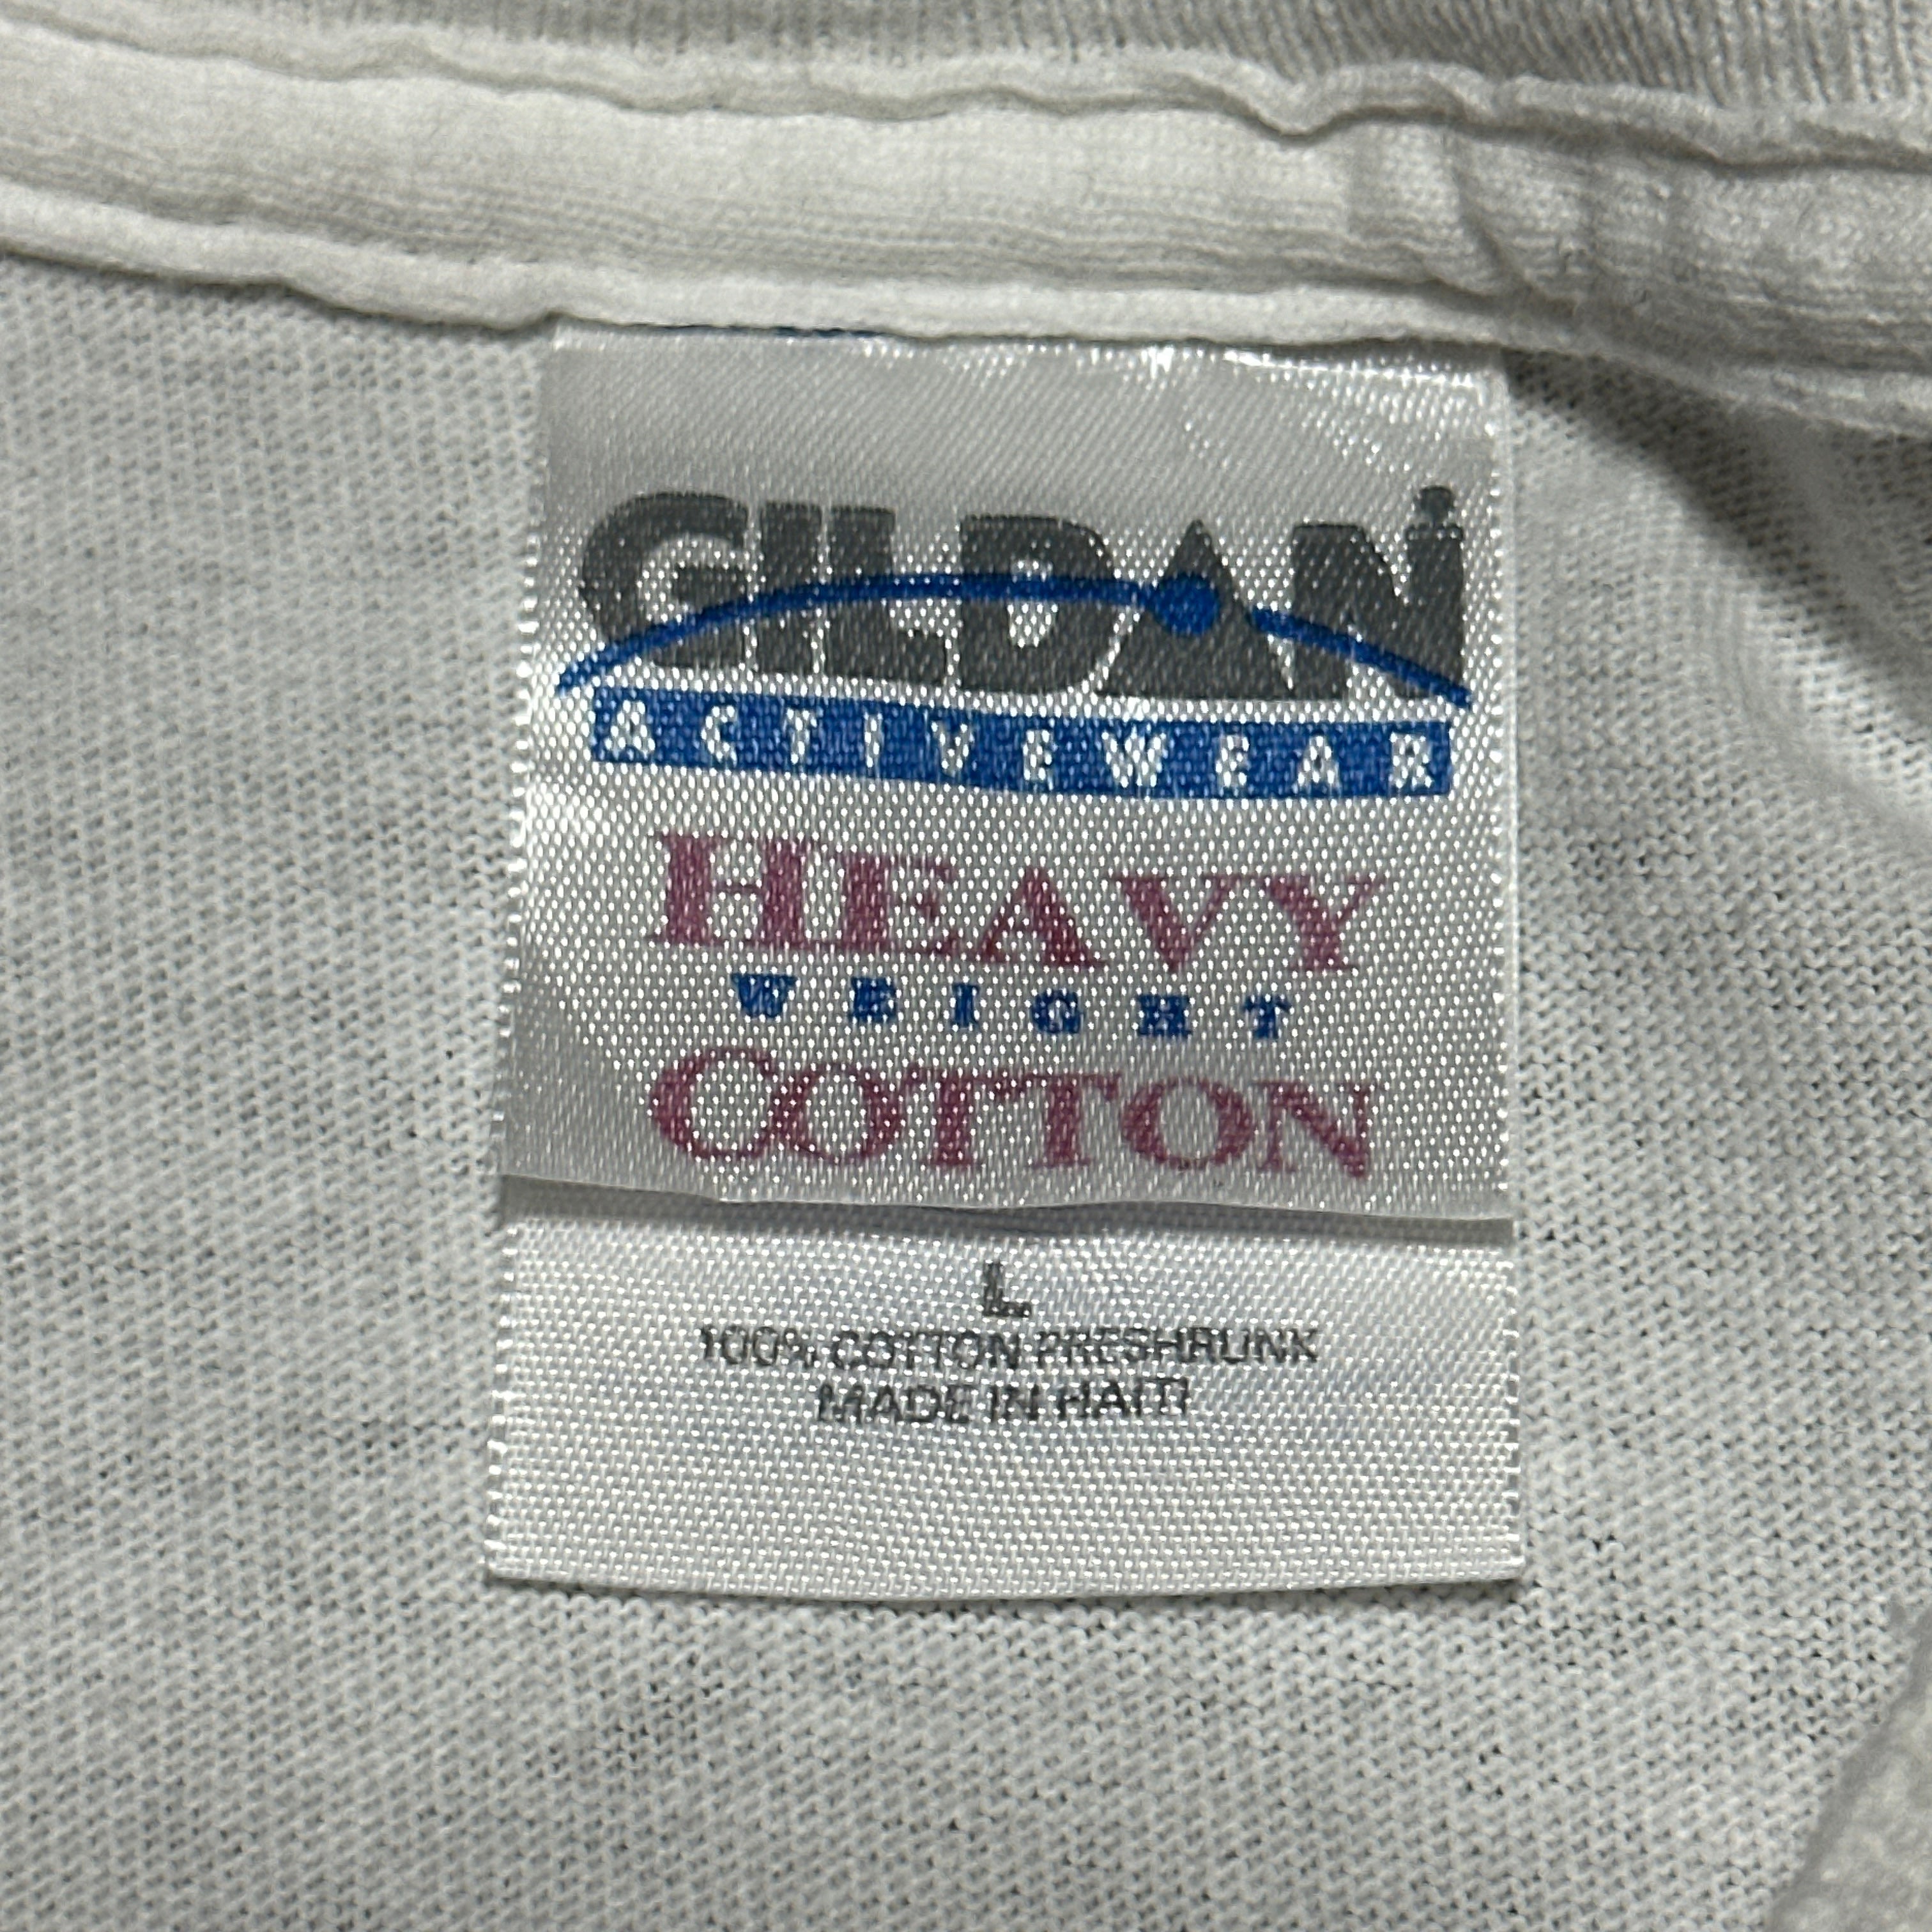 GILDAN
ACTIVEWEAR
HEAVY
WEIGHT
COTTON
L
100% COTTON PRESHRUNK
MADE IN HAITI